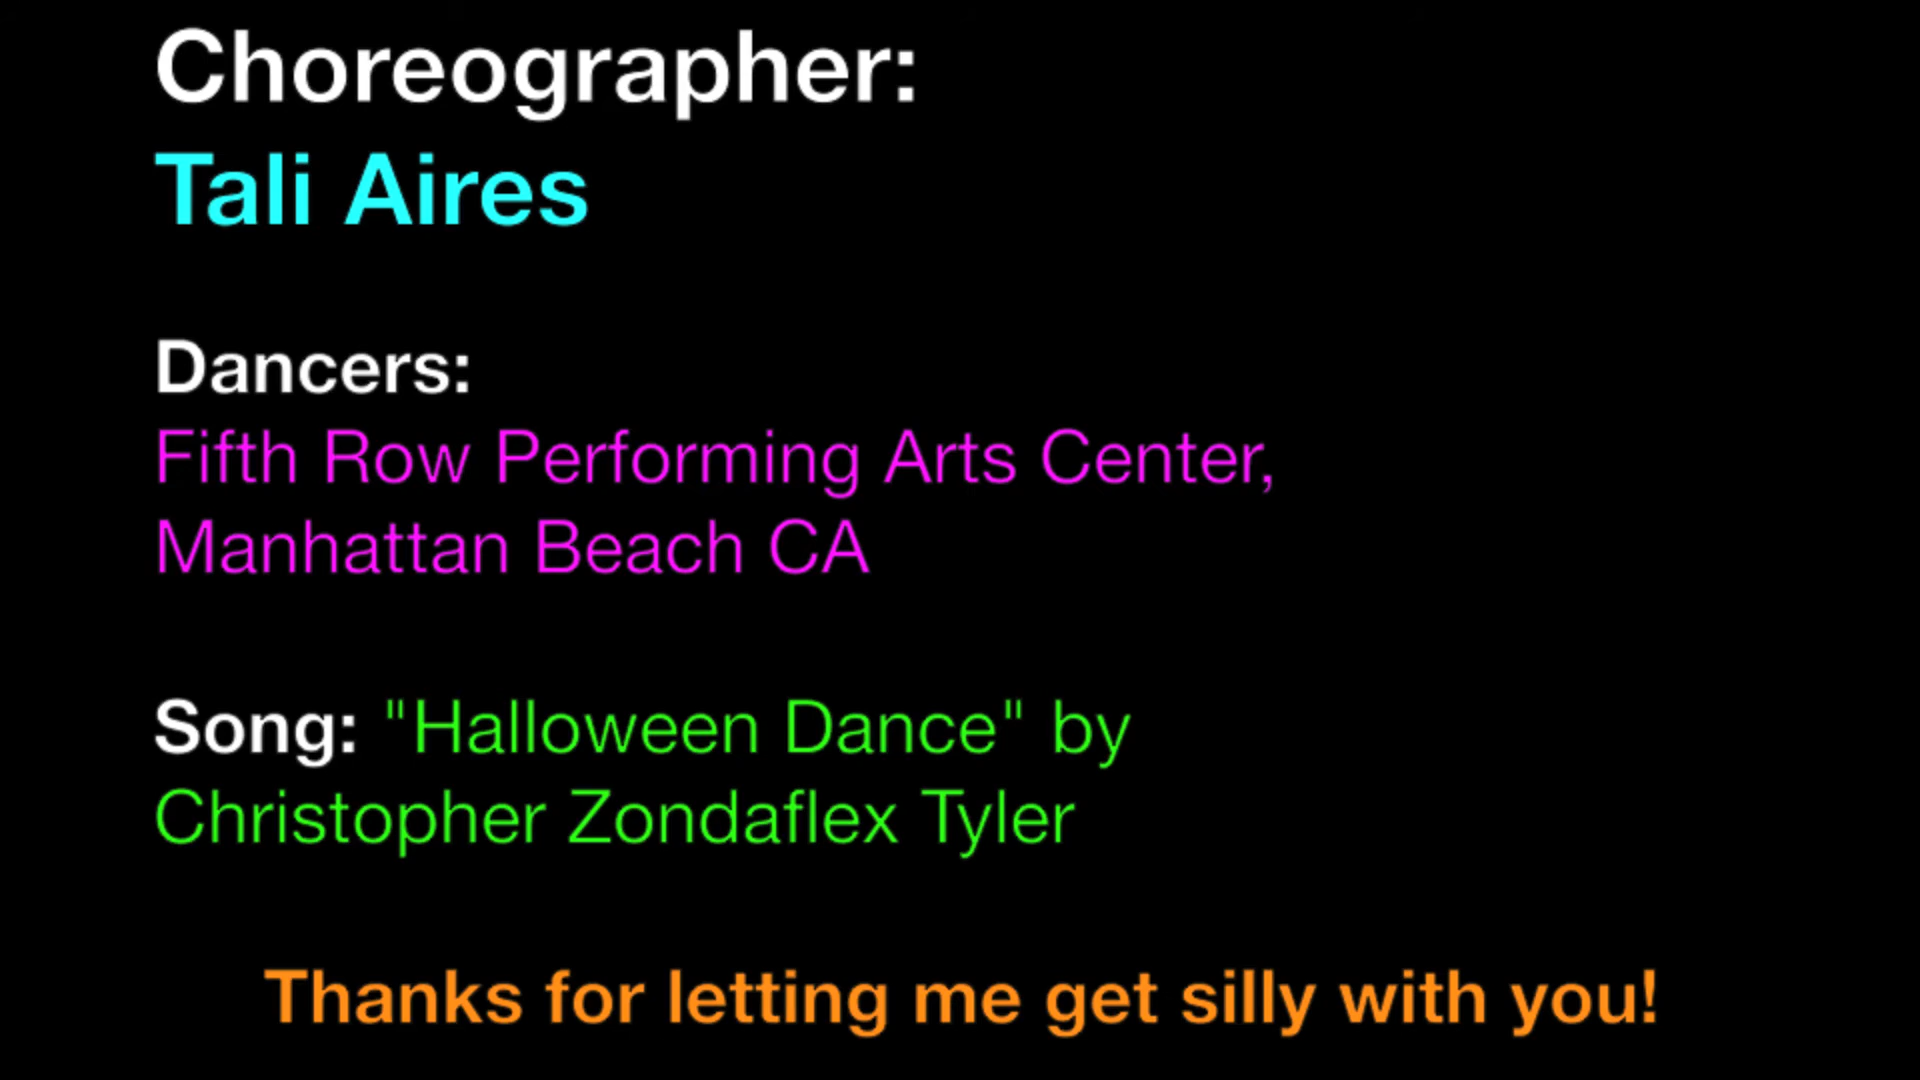 Choreographer:
Tali Aires
Dancers:
Fifth Row Performing Arts Center,
Manhattan Beach CA
Song: "Halloween Dance" by
Christopher Zondaflex Tyler
Thanks for letting me get silly with you!